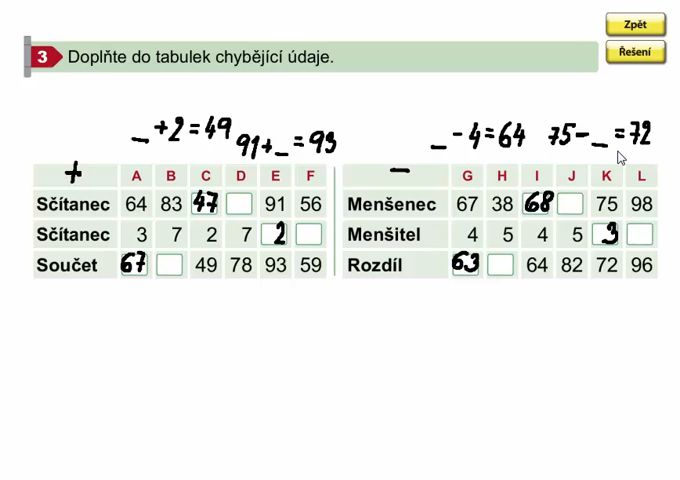 Zpět
3 Doplňte do tabulek chybějící údaje.
Řešení
_ +2=49 91+_=93 _-4=64 75-_=72
+ A B C D E F
Sčítanec 64 83 47 91 56
Sčítanec 3 7 2 7 2
Součet 67 49 78 93 59
- G H I J K L
Menšenec 67 38 68 75 98
Menšitel 4 5 4 5 3
Rozdíl 63 64 82 72 96